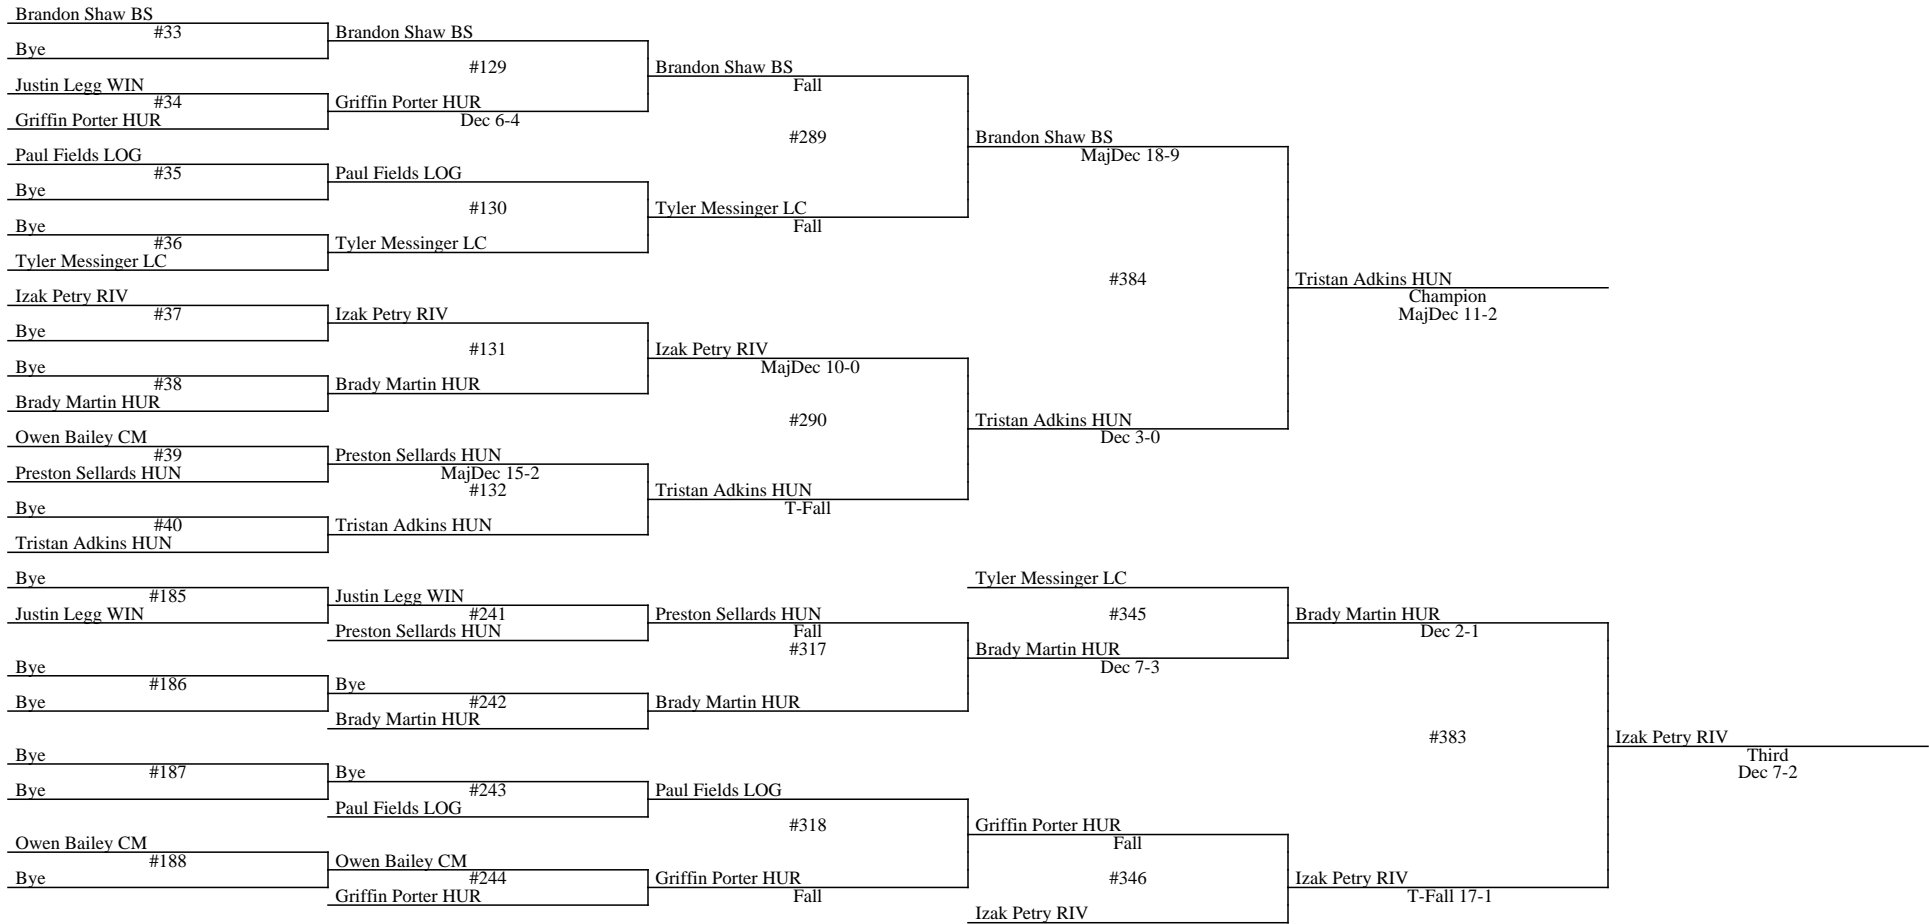 Brandon Shaw BS
#33
Bye
Brandon Shaw BS
#129
Justin Legg WIN
#34
Griffin Porter HUR
Griffin Porter HUR
Dec 6-4
Brandon Shaw BS
Fall
#289
Paul Fields LOG
#35
Bye
Paul Fields LOG
#130
Bye
#36
Tyler Messinger LC
Tyler Messinger LC
Tyler Messinger LC
Fall
Brandon Shaw BS
MajDec 18-9
#384
Izak Petry RIV
#37
Bye
Izak Petry RIV
#131
Bye
#38
Brady Martin HUR
Brady Martin HUR
Izak Petry RIV
MajDec 10-0
#290
Owen Bailey CM
#39
Preston Sellards HUN
Preston Sellards HUN
MajDec 15-2
#132
Bye
#40
Tristan Adkins HUN
Tristan Adkins HUN
Tristan Adkins HUN
T-Fall
Tristan Adkins HUN
Dec 3-0
Tristan Adkins HUN
Champion
MajDec 11-2
Bye
#185
Justin Legg WIN
Justin Legg WIN
#241
Preston Sellards HUN
Preston Sellards HUN
Fall
#317
Bye
#186
Bye
Bye
#242
Brady Martin HUR
Brady Martin HUR
Tyler Messinger LC
#345
Brady Martin HUR
Dec 7-3
Brady Martin HUR
Dec 2-1
#383
Bye
#187
Bye
Bye
#243
Paul Fields LOG
Paul Fields LOG
#318
Owen Bailey CM
#188
Bye
Owen Bailey CM
#244
Griffin Porter HUR
Griffin Porter HUR
Fall
Griffin Porter HUR
Fall
#346
Izak Petry RIV
Izak Petry RIV
T-Fall 17-1
Izak Petry RIV
Third
Dec 7-2